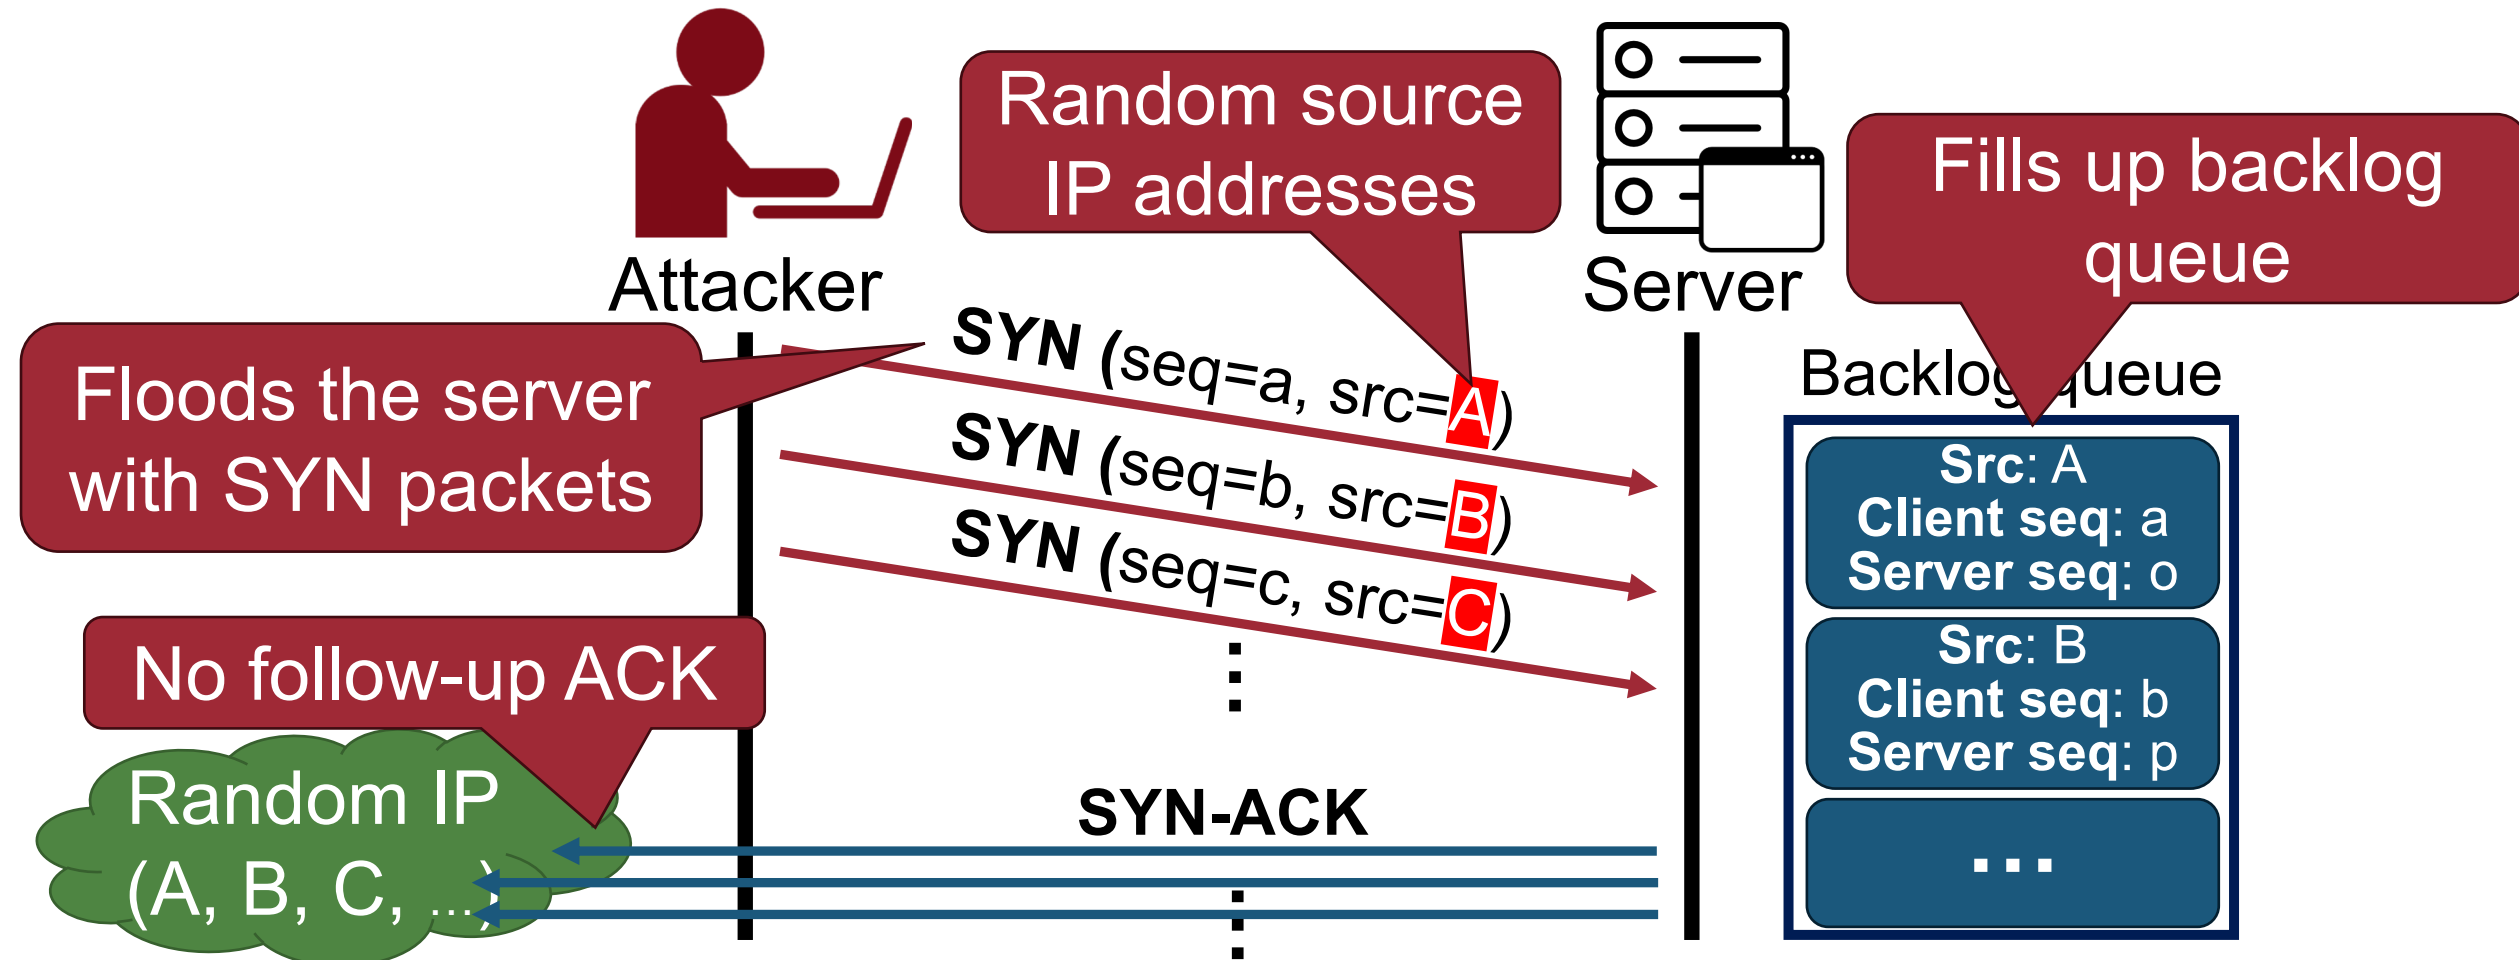 Random source
IP addresses
Fills up backlog
queue
Attacker
Server
Floods the server
with SYN packets
SYN (seq=a, src=A)
SYN (seq=b, src=B)
SYN (seq=c, src=C)
⋮
Backlog queue
Src: A
Client seq: a
Server seq: o
Src: B
Client seq: b
Server seq: p
...
No follow-up ACK
Random IP
(A, B, C, ...)
SYN-ACK
⋮